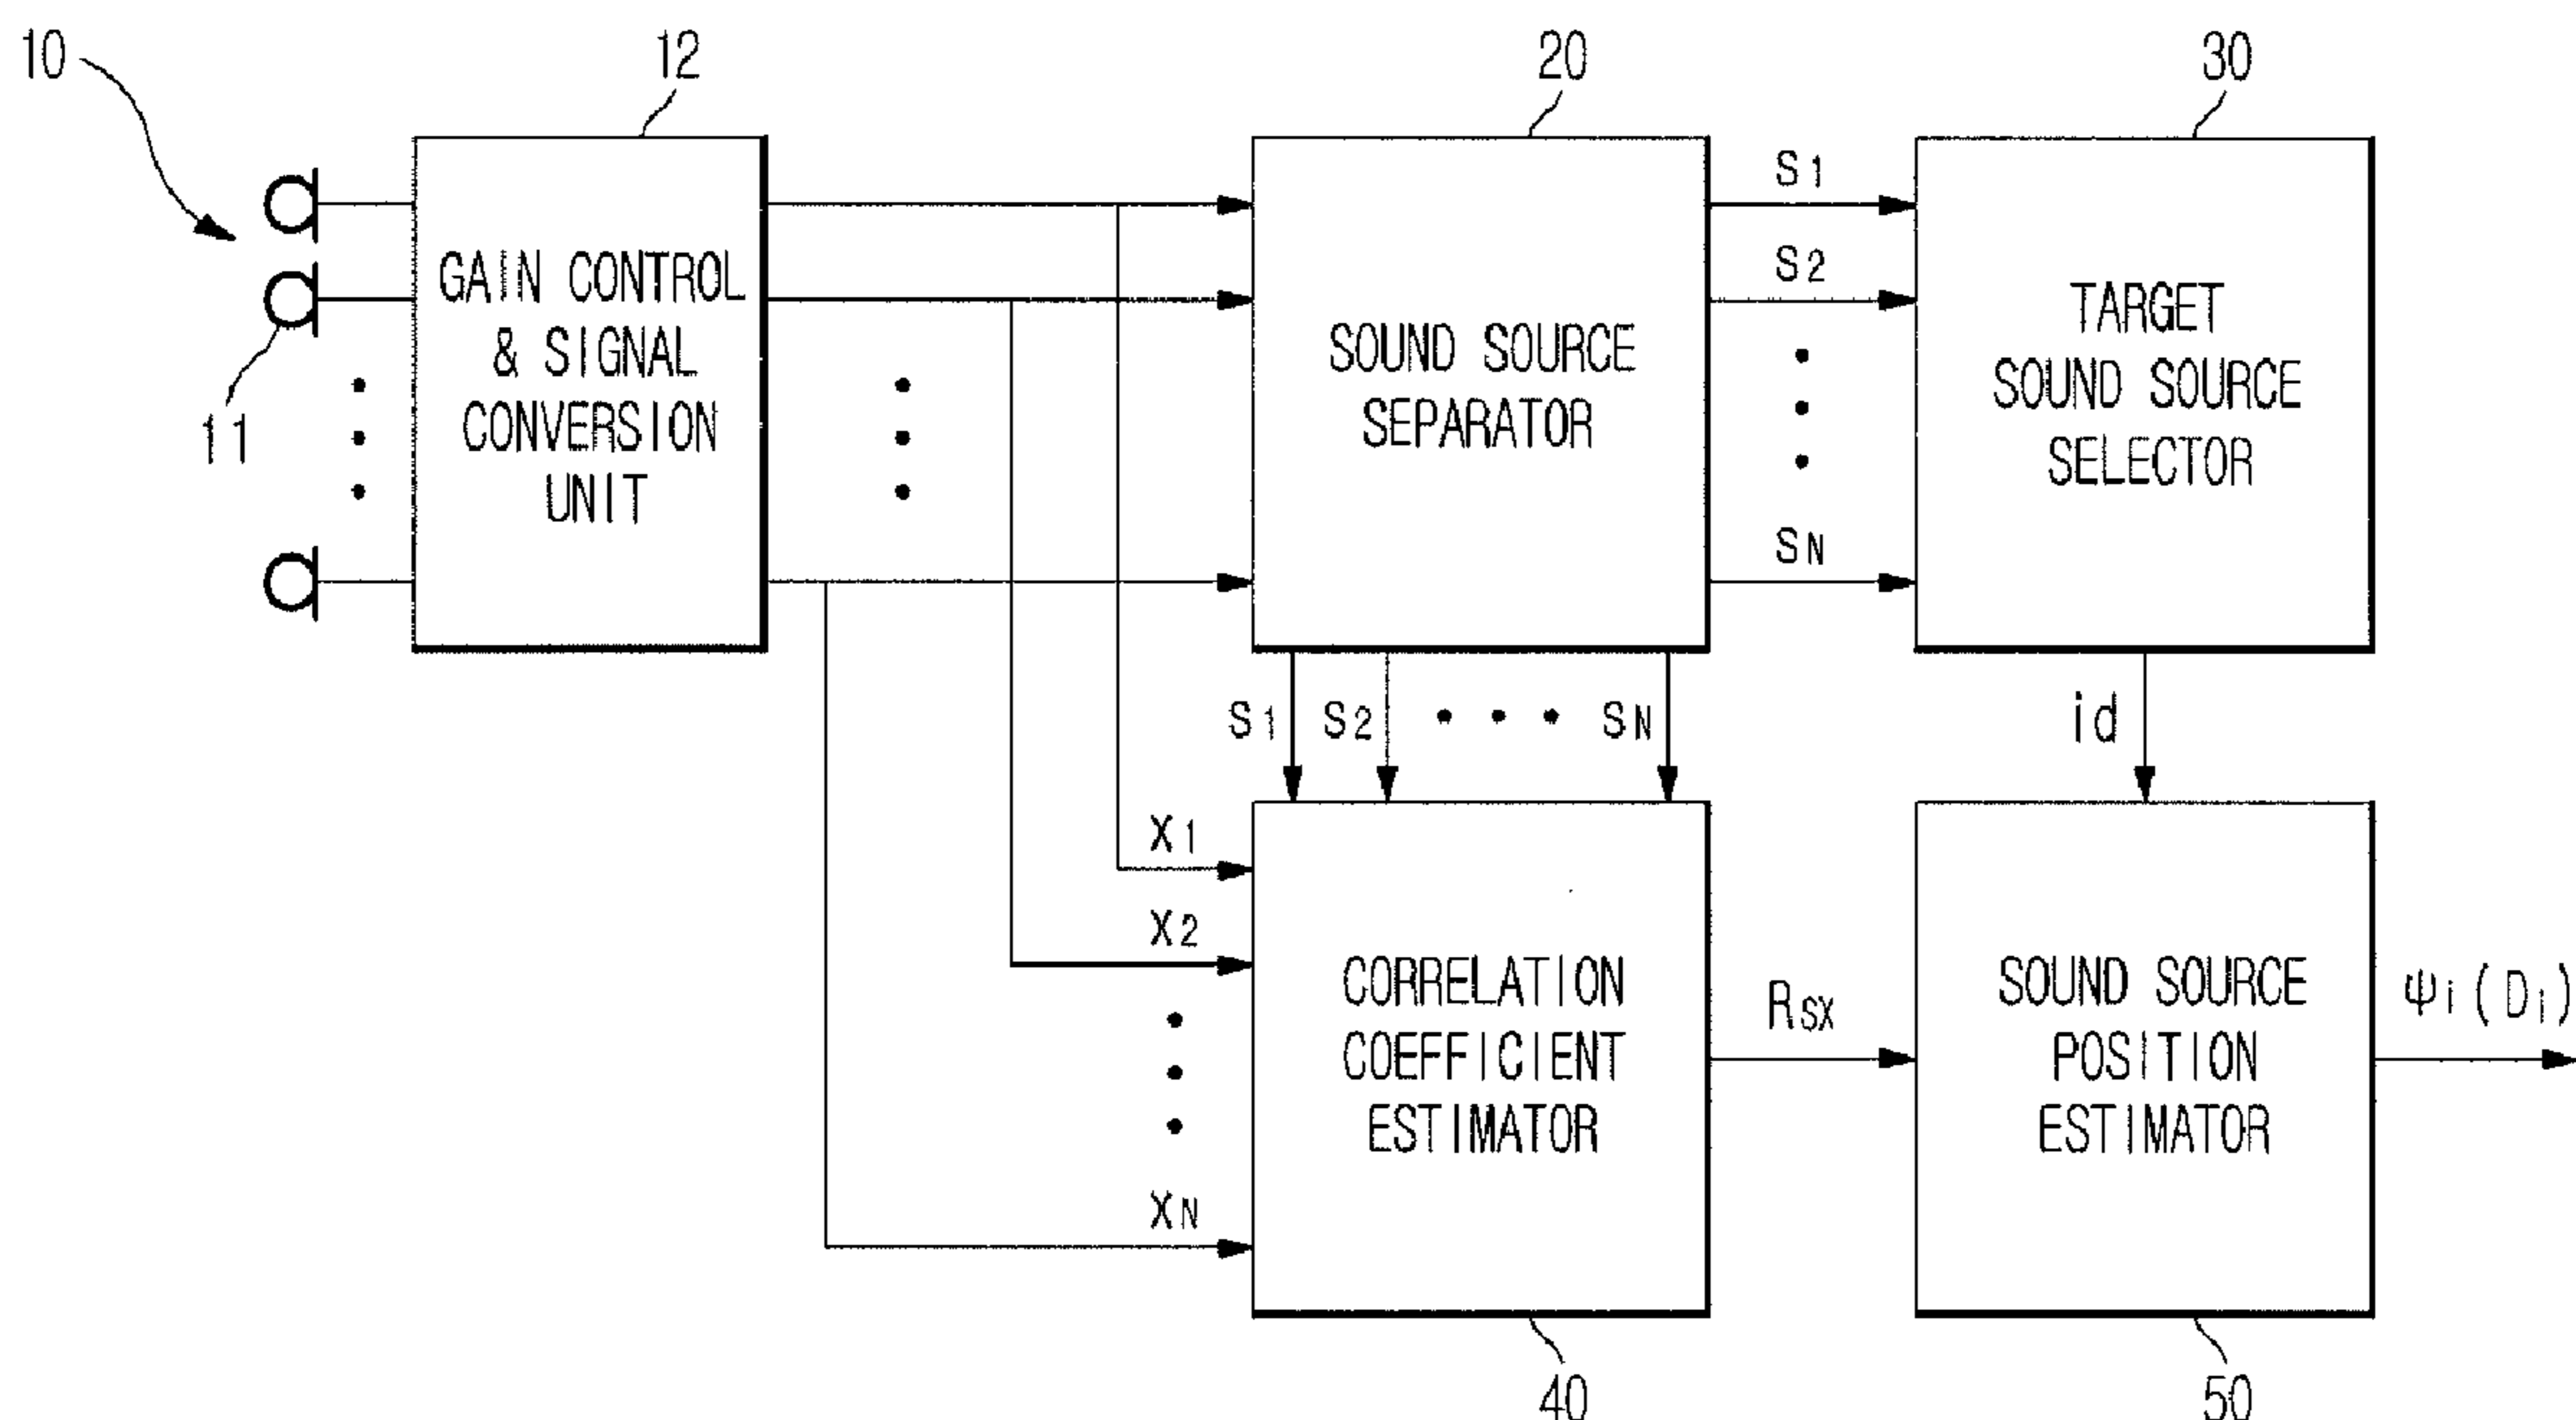 10
12
20
30
11
GAIN CONTROL
& SIGNAL
CONVERSION
UNIT
SOUND SOURCE
SEPARATOR
S1
S2
SN
TARGET
SOUND SOURCE
SELECTOR
S1 S2 SN
id
X1
X2
XN
CORRELATION
COEFFICIENT
ESTIMATOR
RSX
SOUND SOURCE
POSITION
ESTIMATOR
ψi (Di)
40
50